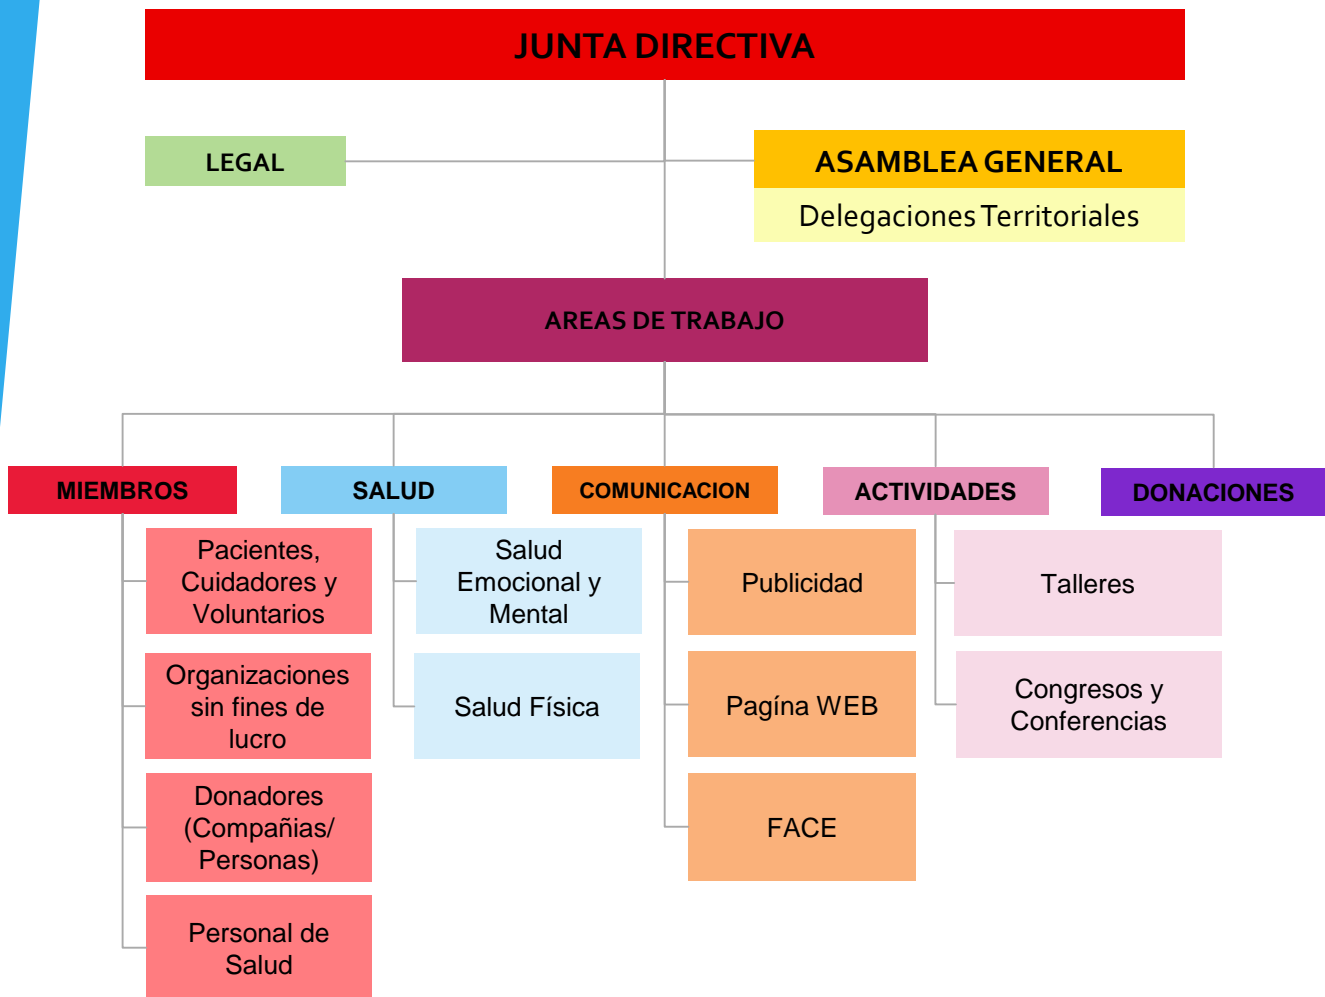 JUNTA DIRECTIVA
LEGAL
ASAMBLEA GENERAL
Delegaciones Territoriales
AREAS DE TRABAJO
MIEMBROS
SALUD
COMUNICACION
ACTIVIDADES
DONACIONES
Pacientes,
Cuidadores y
Voluntarios
Organizaciones
sin fines de
lucro
Donadores
(Compañias/
Personas)
Personal de
Salud
Salud
Emocional y
Mental
Salud Física
Publicidad
Pagína WEB
FACE
Talleres
Congresos y
Conferencias